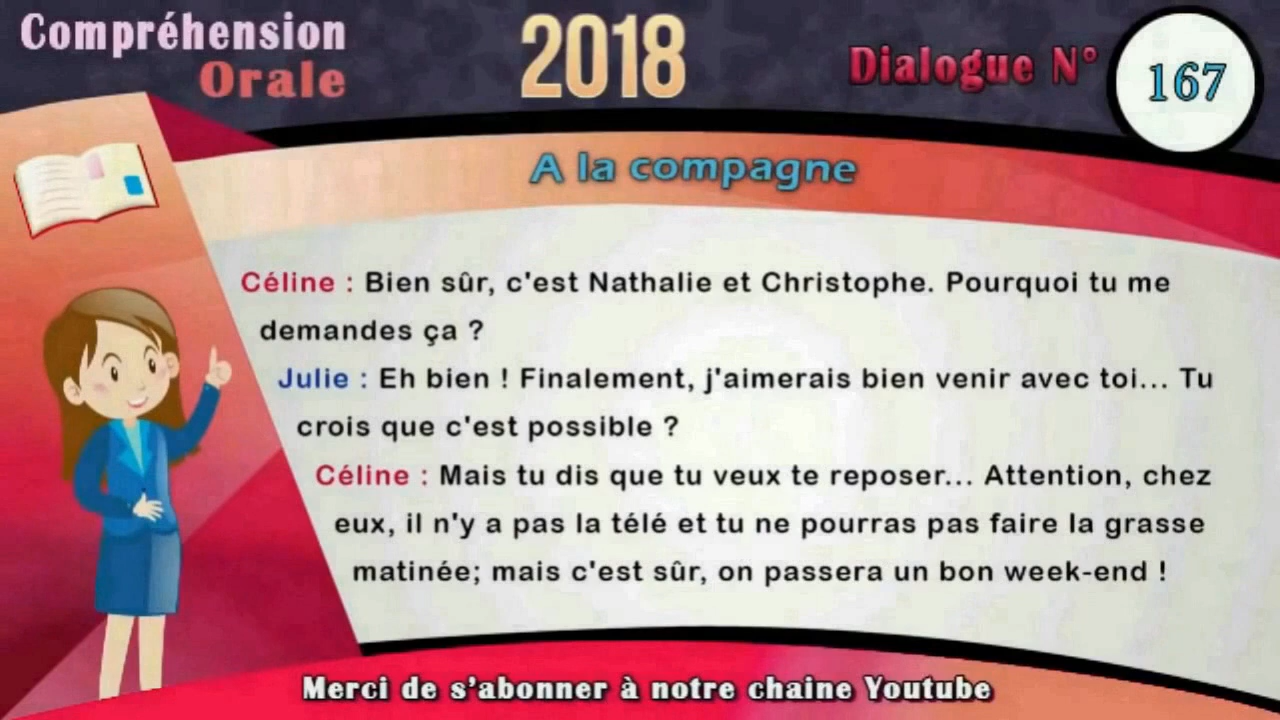 Compréhension
Orale
2018
Dialogue N°
167
A la compagne
Céline : Bien sûr, c'est Nathalie et Christophe. Pourquoi tu me
demandes ça ?
Julie : Eh bien ! Finalement, j'aimerais bien venir avec toi... Tu
crois que c'est possible ?
Céline : Mais tu dis que tu veux te reposer... Attention, chez
eux, il n'y a pas la télé et tu ne pourras pas faire la grasse
matinée; mais c'est sûr, on passera un bon week-end !
Merci de s'abonner à notre chaine Youtube